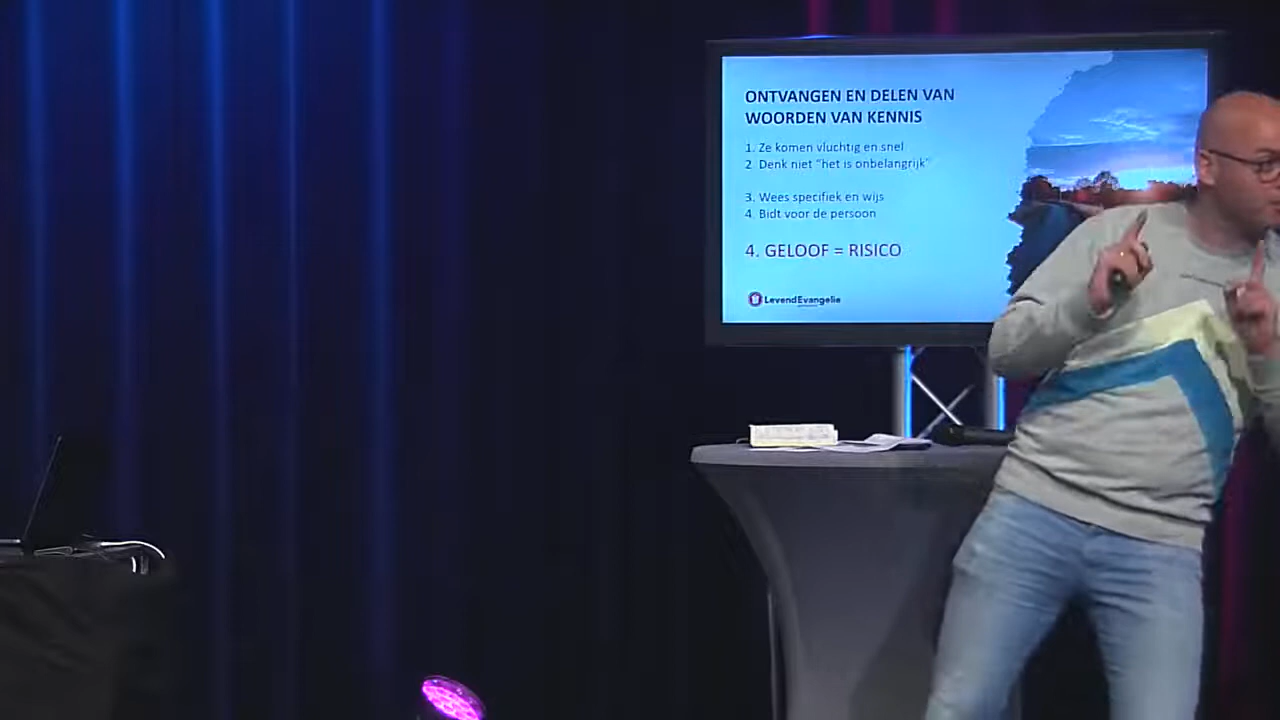 ONTVANGEN EN DELEN VAN
WOORDEN VAN KENNIS
1. Ze komen vluchtig en snel
2. Denk niet "het is onbelangrijk"
3. Wees specifiek en wijs
4. Bidt voor de persoon
4. GELOOF = RISICO
LevendEvangelie